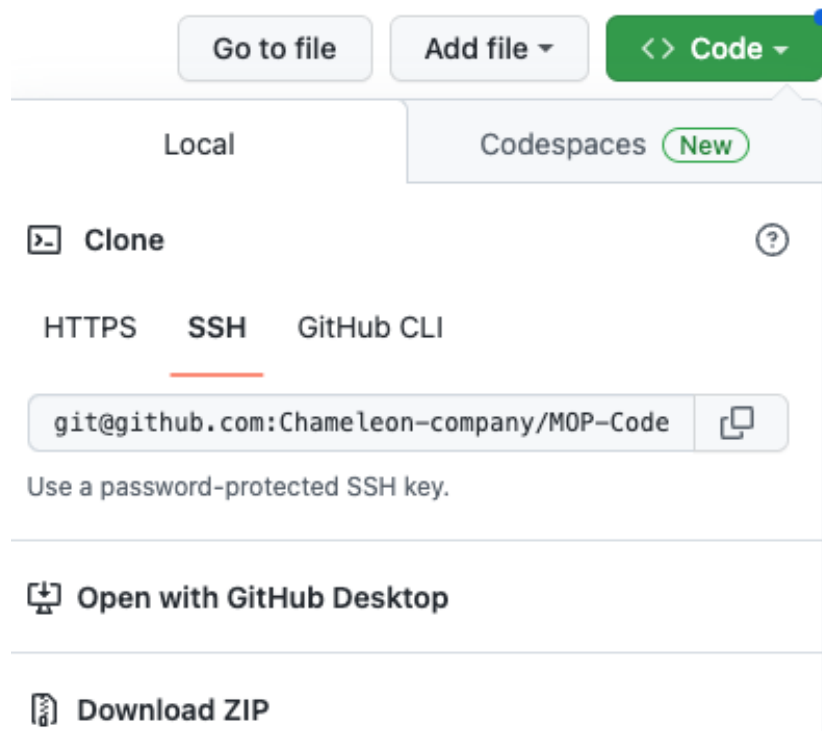 Go to file Add file <> Code
Local Codespaces New
Clone
HTTPS SSH GitHub CLI
git@github.com:Chameleon-company/MOP-Code
Use a password-protected SSH key.
Open with GitHub Desktop
Download ZIP